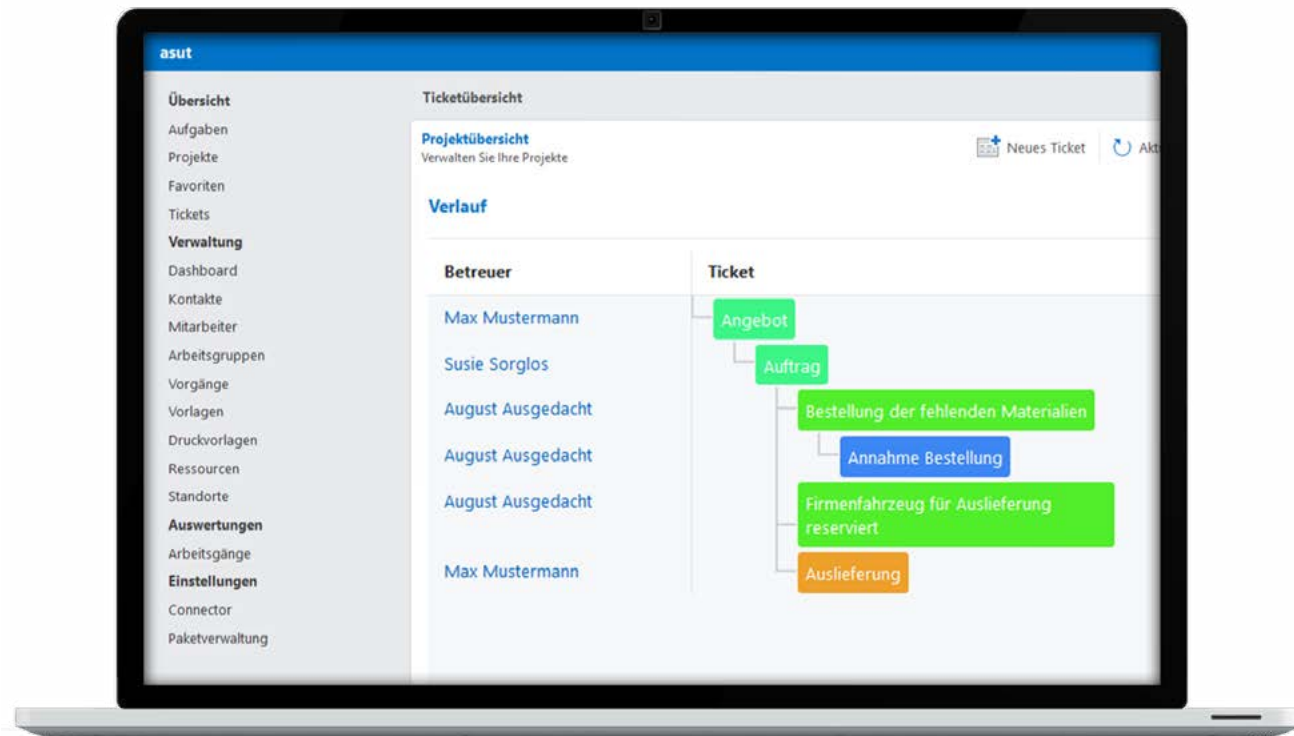 asut
Übersicht
Aufgaben
Projekte
Favoriten
Tickets
Verwaltung
Dashboard
Kontakte
Mitarbeiter
Arbeitsgruppen
Vorgänge
Vorlagen
Druckvorlagen
Ressourcen
Standorte
Auswertungen
Arbeitsgänge
Einstellungen
Connector
Paketverwaltung
Ticketübersicht
Projektübersicht
Verwalten Sie Ihre Projekte
Neues Ticket
Verlauf
Betreuer Ticket
Max Mustermann Angebot
Susie Sorglos Auftrag
August Ausgedacht Bestellung der fehlenden Materialien
August Ausgedacht Annahme Bestellung
August Ausgedacht Firmenfahrzeug für Auslieferung
reserviert
Max Mustermann Auslieferung